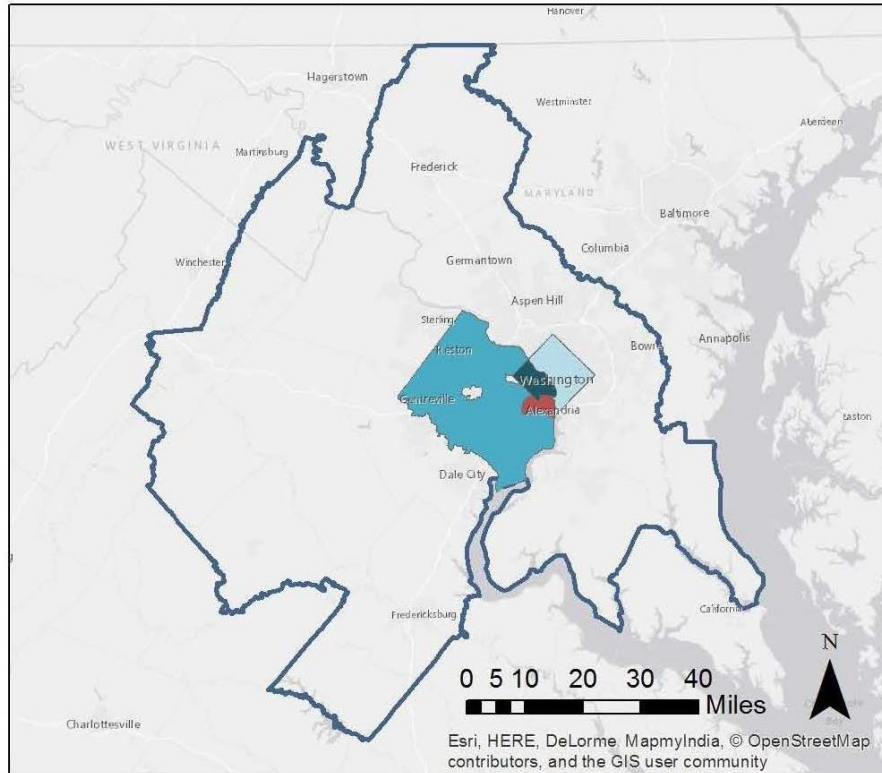 Hanover
Hagerstown
Westminster
Aberdeen
WEST VIRGINIA
Martinsburg
Frederick
MARYLAND
Baltimore
Columbia
Winchester
Germantown
Aspen Hill
Sterling
Annapolis
Bowie
Reston
Washington
Centreville
Alexandria
Easton
Dale City
California
Fredericksburg
N
0 5 10 20 30 40
Miles
Charlottesville
Esri, HERE, DeLorme, MapmyIndia, © OpenStreetMap
contributors, and the GIS user community